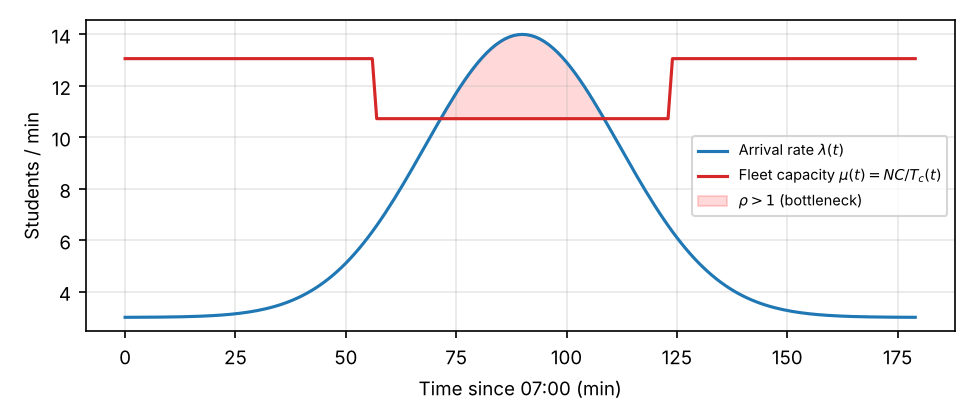 14
12
10
8
6
4
Students / min
Arrival rate λ(t)
Fleet capacity μ(t) = NC/T_c(t)
ρ > 1 (bottleneck)
0 25 50 75 100 125 150 175
Time since 07:00 (min)